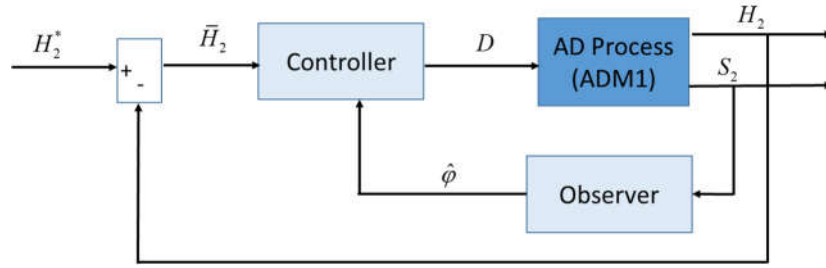 H₂*
+
-
H̄₂
Controller
D
AD Process
(ADM1)
H₂
S₂
φ̂
Observer